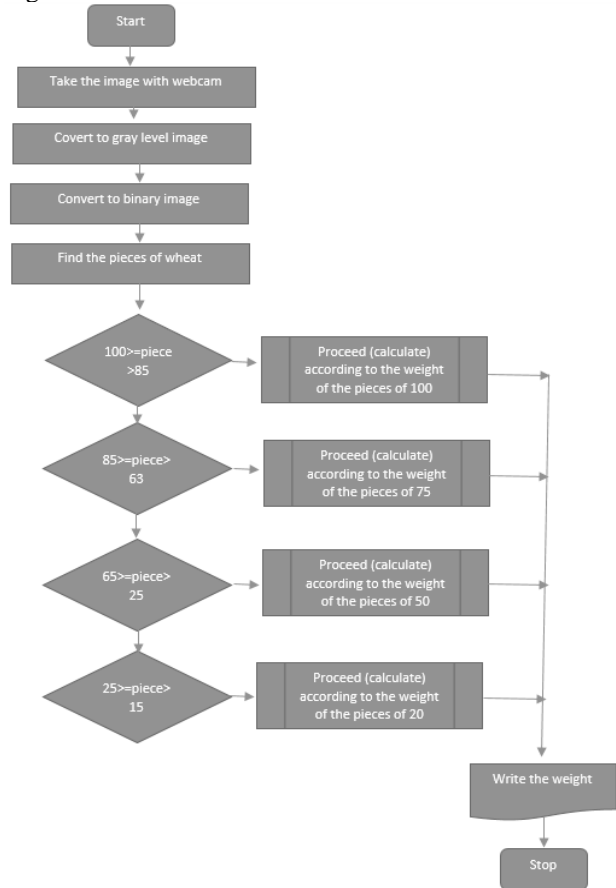 Start
Take the image with webcam
Covert to gray level image
Convert to binary image
Find the pieces of wheat
100>=piece
>85
Proceed (calculate)
according to the weight
of the pieces of 100
85>=piece>
63
Proceed (calculate)
according to the weight
of the pieces of 75
65>=piece>
25
Proceed (calculate)
according to the weight
of the pieces of 50
25>=piece>
15
Proceed (calculate)
according to the weight
of the pieces of 20
Write the weight
Stop